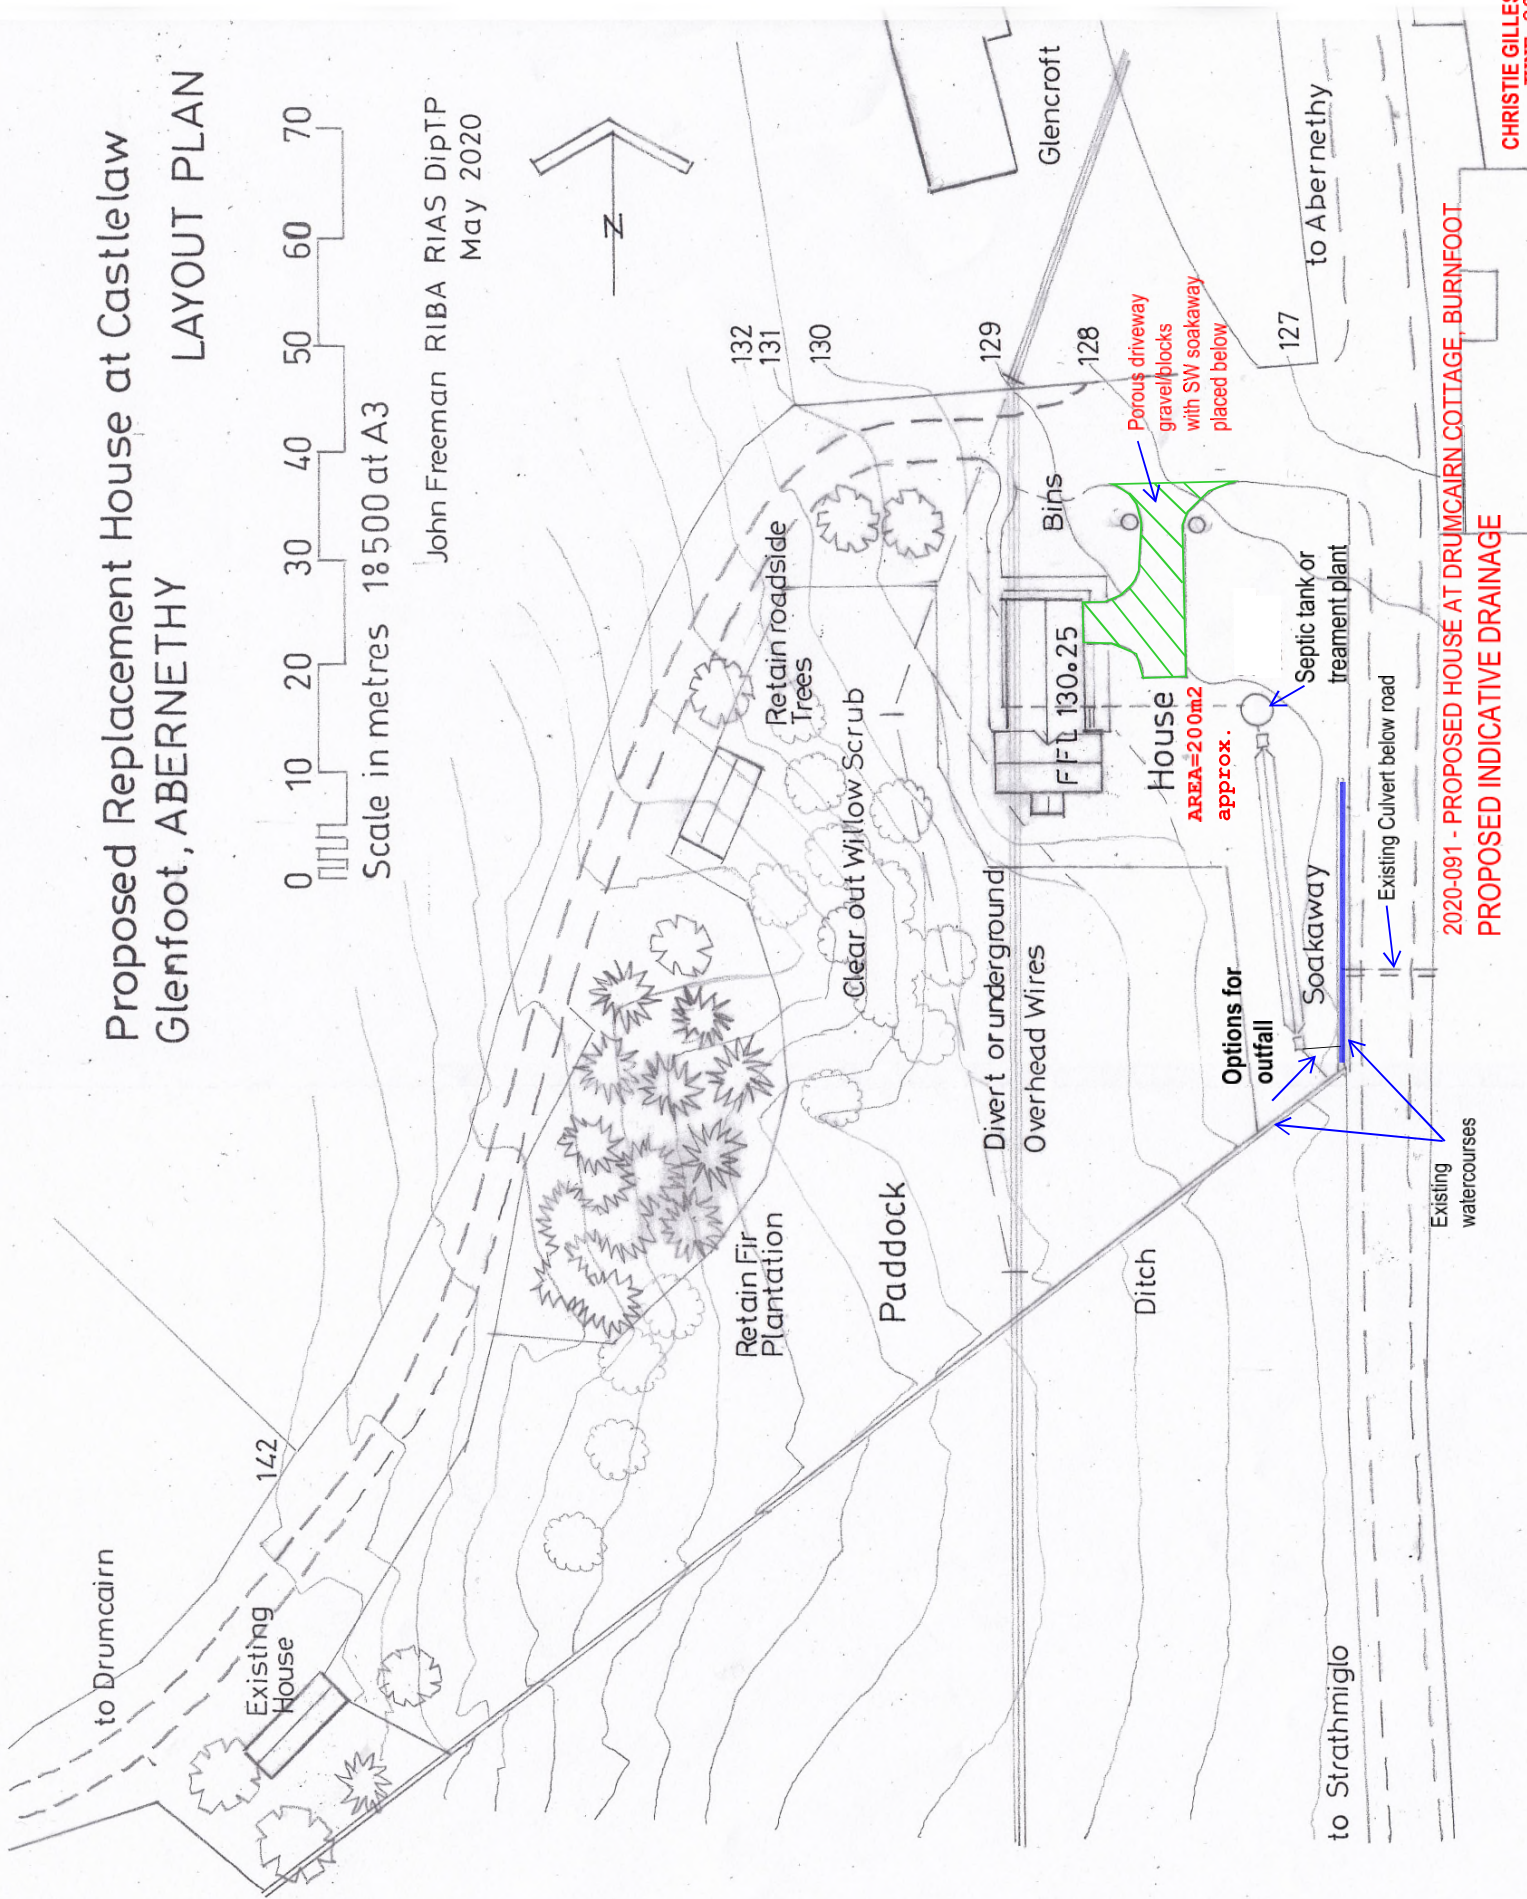 Proposed Replacement House at Castlelaw
Glenfoot, ABERNETHY
LAYOUT PLAN
0 10 20 30 40 50 60 70
Scale in metres 1:500 at A3
John Freeman RIBA RIAS DipTP
May 2020
N
to Drumcairn
142
Existing
House
Retain Fir
Plantation
Retain roadside
Trees
Clear out Willow Scrub
Paddock
132
131
130
129
128
127
Glencroft
Divert or underground
Overhead Wires
Ditch
Bins
FFL 130.25
House
AREA=200m2
approx.
Porous driveway
gravel/blocks
with SW soakaway
placed below
Septic tank or
treament plant
Soakaway
Options for
outfall
Existing Culvert below road
Existing
watercourses
to Strathmiglo
to Abernethy
2020-091 - PROPOSED HOUSE AT DRUMCAIRN COTTAGE, BURNFOOT
PROPOSED INDICATIVE DRAINAGE
CHRISTIE GILLES